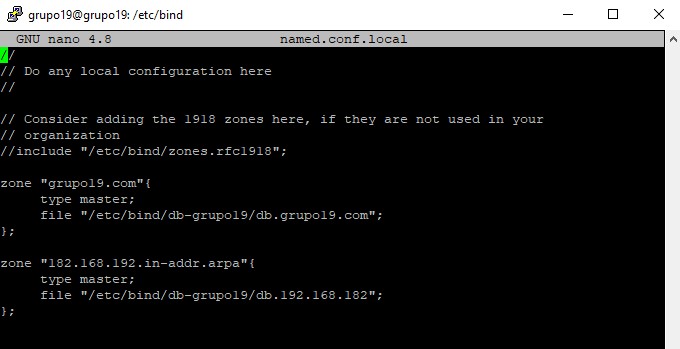 grupo19@grupo19: /etc/bind
GNU nano 4.8 named.conf.local
//
// Do any local configuration here
//
// Consider adding the 1918 zones here, if they are not used in your
// organization
//include "/etc/bind/zones.rfc1918";
zone "grupo19.com"{
type master;
file "/etc/bind/db-grupo19/db.grupo19.com";
};
zone "182.168.192.in-addr.arpa"{
type master;
file "/etc/bind/db-grupo19/db.192.168.182";
};